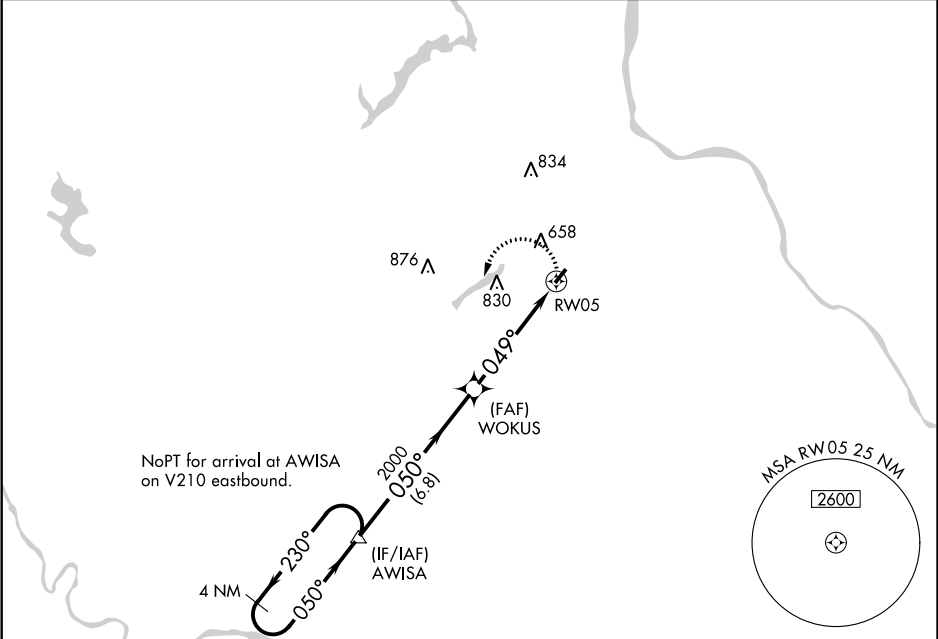 834
658
876
830
RW05
049°
(FAF)
WOKUS
NoPT for arrival at AWISA
on V210 eastbound.
2000
050°
(6.8)
MSA RW05 25 NM
2600
230°
(IF/IAF)
AWISA
4 NM
050°